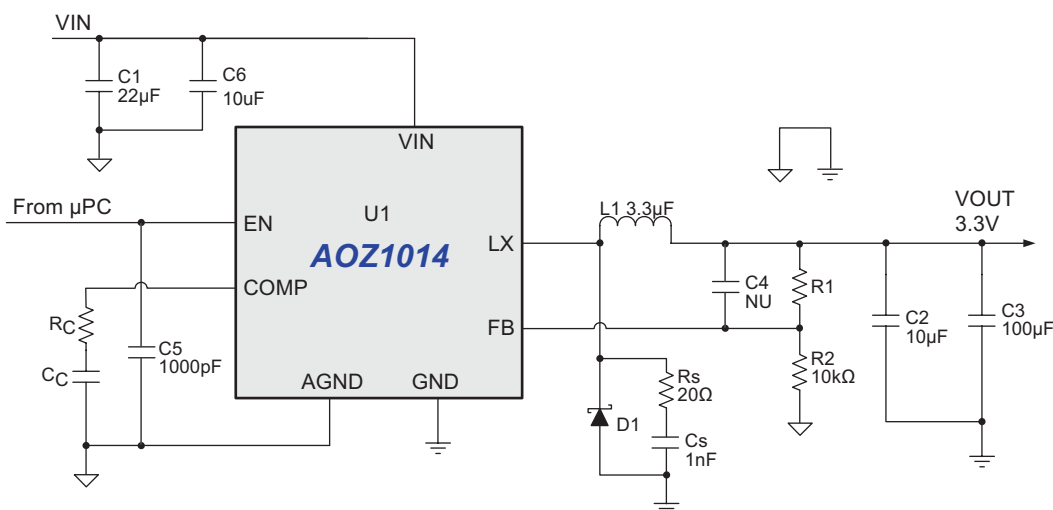 VIN
C1
22µF
C6
10uF
VIN
From µPC
EN
U1
AOZ1014
LX
L1 3.3µF
VOUT
3.3V
COMP
C4
NU
R1
RC
FB
C2
10µF
C3
100µF
C5
1000pF
CC
R2
10kΩ
AGND
GND
Rs
20Ω
D1
Cs
1nF